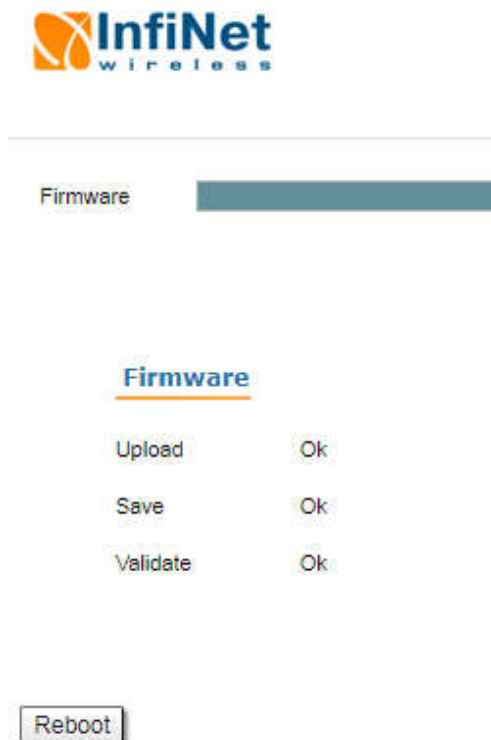 InfiNet
wireless
Firmware
Firmware
Upload Ok
Save Ok
Validate Ok
Reboot